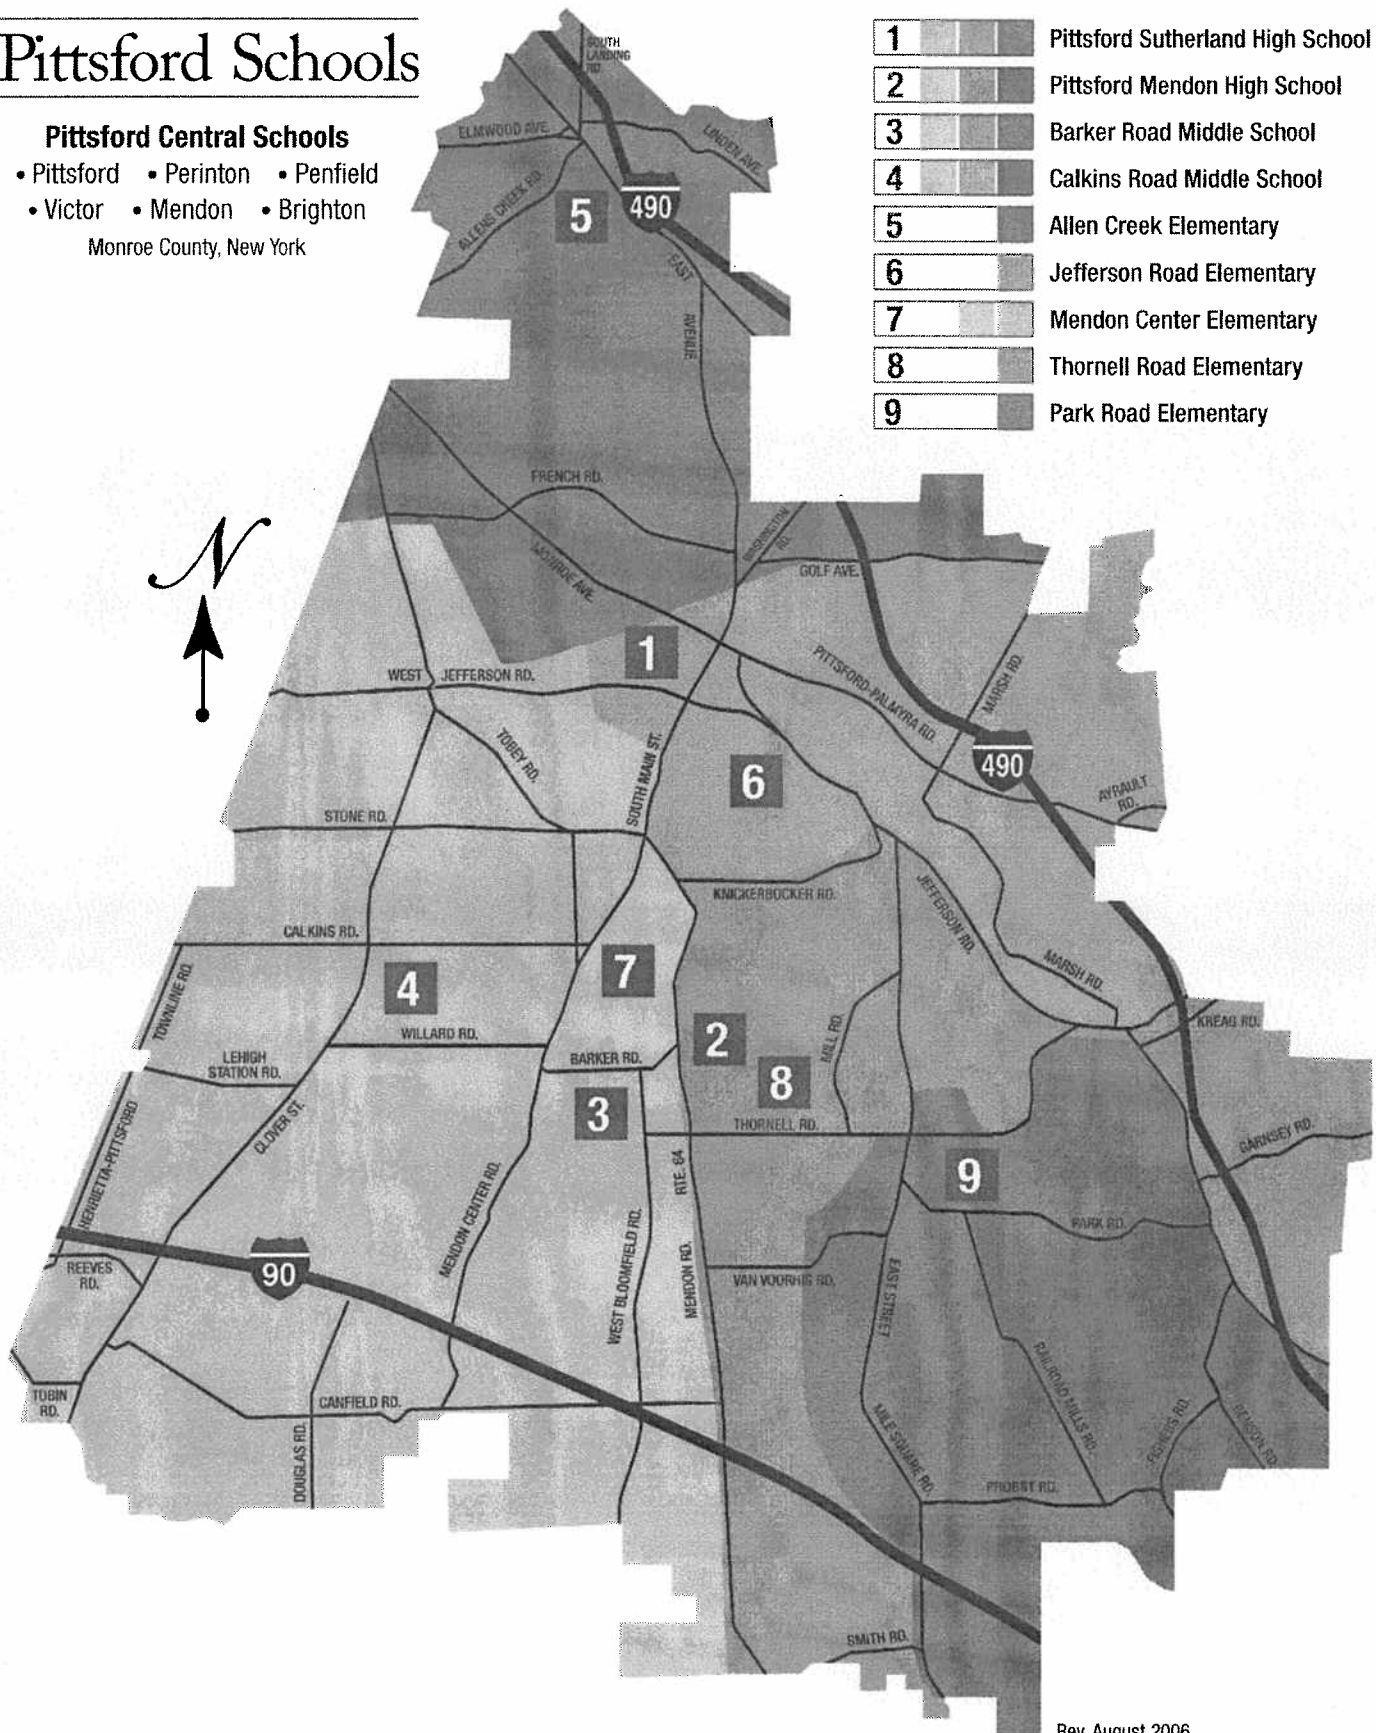 Pittsford Schools
Pittsford Central Schools
• Pittsford • Perinton • Penfield
• Victor • Mendon • Brighton
Monroe County, New York
1 Pittsford Sutherland High School
2 Pittsford Mendon High School
3 Barker Road Middle School
4 Calkins Road Middle School
5 Allen Creek Elementary
6 Jefferson Road Elementary
7 Mendon Center Elementary
8 Thornell Road Elementary
9 Park Road Elementary
SOUTH
LANDING
RD.
ELMWOOD AVE.
LINDEN AVE.
ALLENS CREEK RD.
5
490
EAST
AVENUE
FRENCH RD.
WASHINGTON
RD.
MONROE AVE.
GOLF AVE.
N
1
WEST JEFFERSON RD.
PITTSFORD-PALMYRA RD.
MARSH RD.
TOBEY RD.
SOUTH MAIN ST.
6
490
AYRAULT
RD.
STONE RD.
KNICKERBOCKER RD.
JEFFERSON RD.
CALKINS RD.
7
4
MARSH RD.
TOWNLINE RD.
WILLARD RD.
2
MILL RD.
KREAG RD.
LEHIGH
STATION RD.
BARKER RD.
8
3
CLOVER ST.
THORNELL RD.
GARNSEY RD.
HENRIETTA-PITTSFORD
RTE. 64
9
MENDON CENTER RD.
WEST BLOOMFIELD RD.
MENDON RD.
PARK RD.
REEVES
RD.
90
VAN VOORHIS RD.
EAST STREET
RAILROAD MILLS RD.
TOBIN
RD.
CANFIELD RD.
DOUGLAS RD.
MILE SQUARE RD.
FISHERS RD.
BENSON RD.
PROBST RD.
SMITH RD.
Rev. August 2006